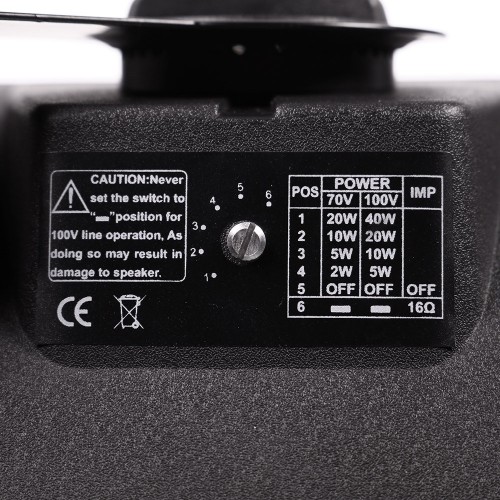 CAUTION:Never
set the switch to
"▬"position for
100V line operation, As
doing so may result in
damage to speaker.
CE
1
2
3
4
5
6
POS POWER IMP
70V 100V
1 20W 40W
2 10W 20W
3 5W 10W
4 2W 5W
5 OFF OFF OFF
6 ▬ ▬ 16Ω